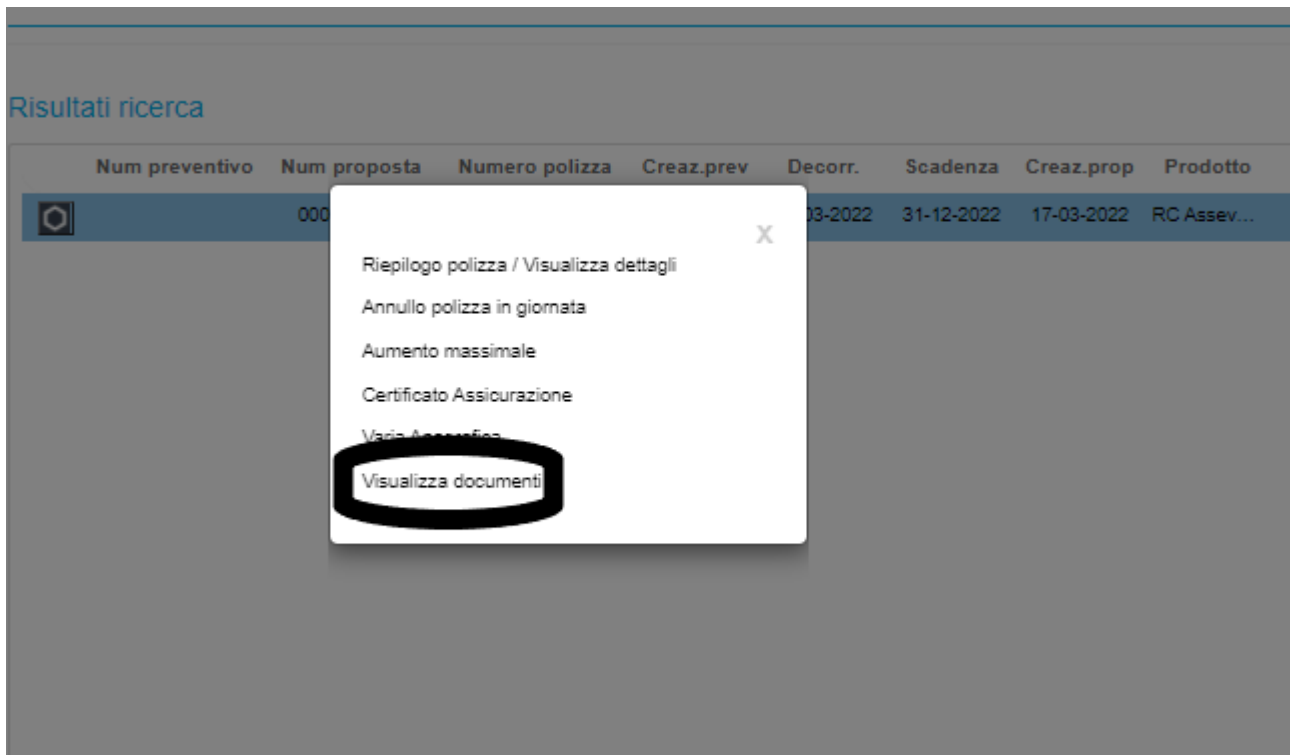 Risultati ricerca
Num preventivo Num proposta Numero polizza Creaz.prev Decorr. Scadenza Creaz.prop Prodotto
000 03-2022 31-12-2022 17-03-2022 RC Assev...
X
Riepilogo polizza / Visualizza dettagli
Annullo polizza in giornata
Aumento massimale
Certificato Assicurazione
Varia
Visualizza documenti